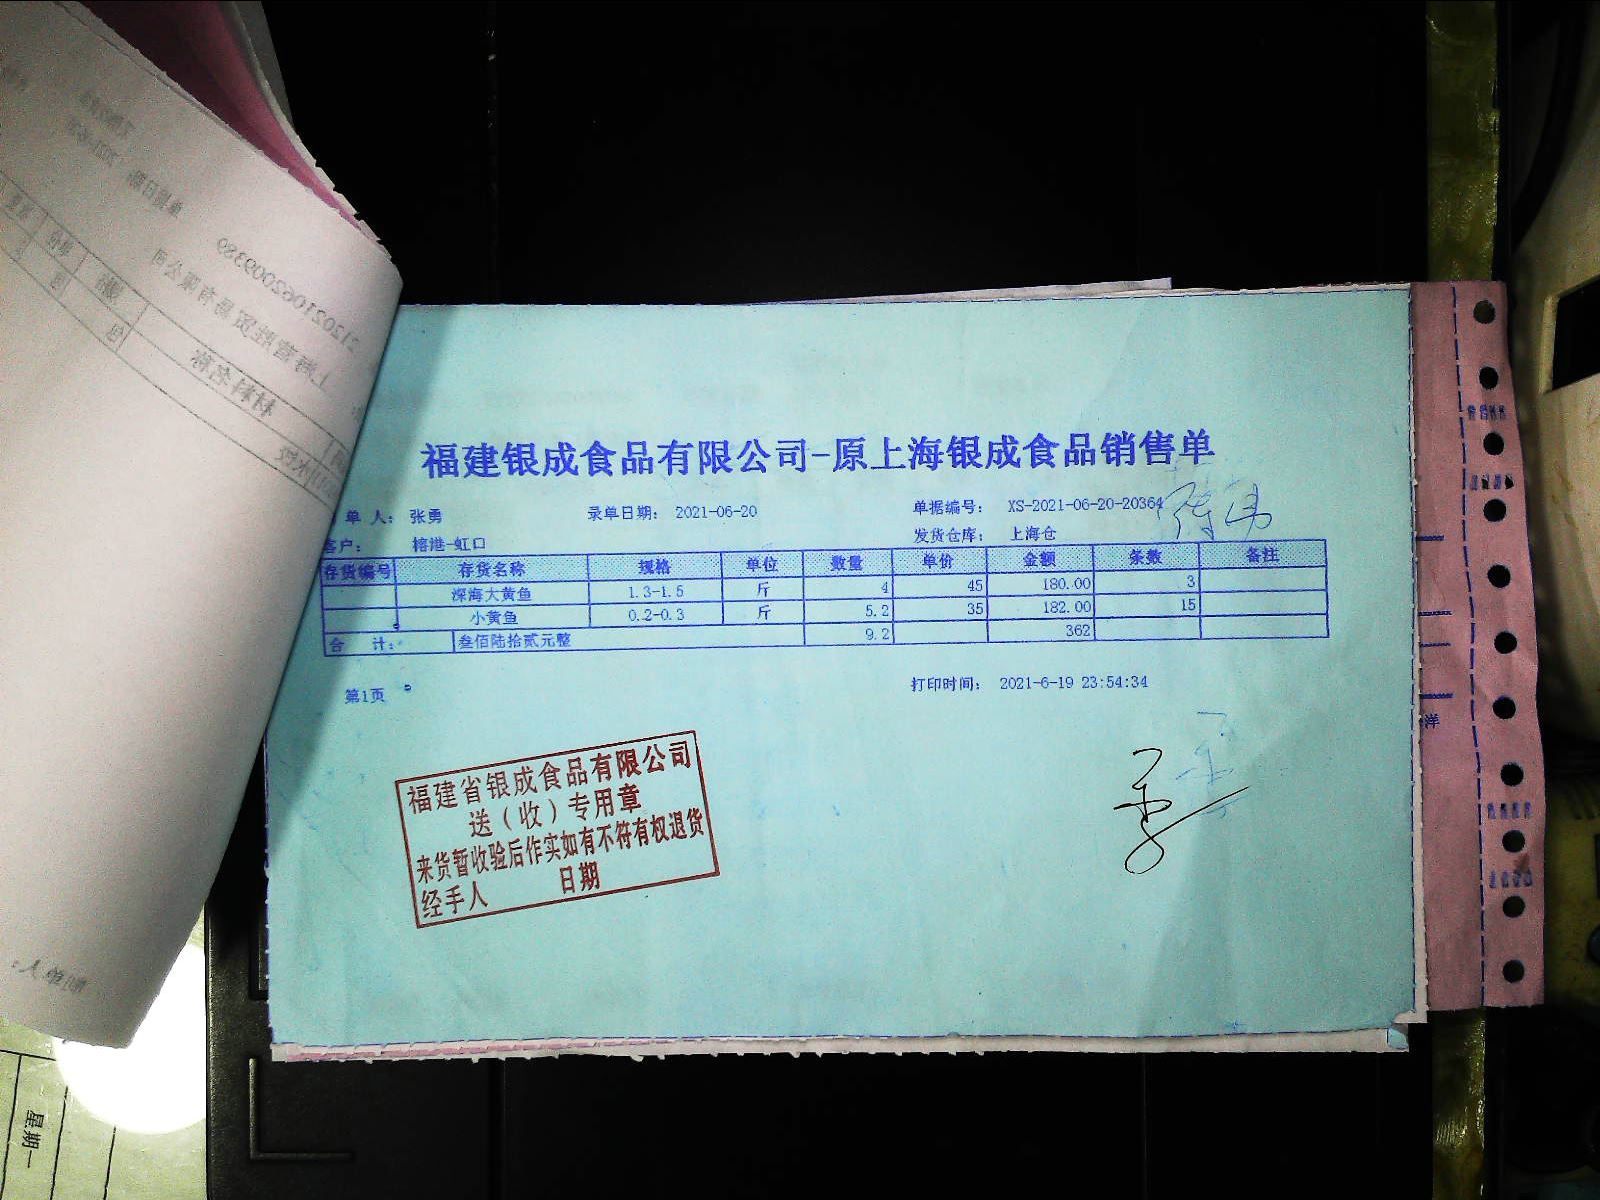 福建银成食品有限公司-原上海银成食品销售单
单 人： 张勇 录单日期： 2021-06-20 单据编号： XS-2021-06-20-20364
客户： 榕港-虹口 发货仓库： 上海仓
存货编号 存货名称 规格 单位 数量 单价 金额 条数 备注
深海大黄鱼 1.3-1.5 斤 4 45 180.00 3
小黄鱼 0.2-0.3 斤 5.2 35 182.00 15
合 计： 叁佰陆拾贰元整 9.2 362
第1页 打印时间： 2021-6-19 23:54:34
福建省银成食品有限公司
送（收）专用章
来货暂收验后作实如有不符有权退货
经手人 日期
洋
星期一